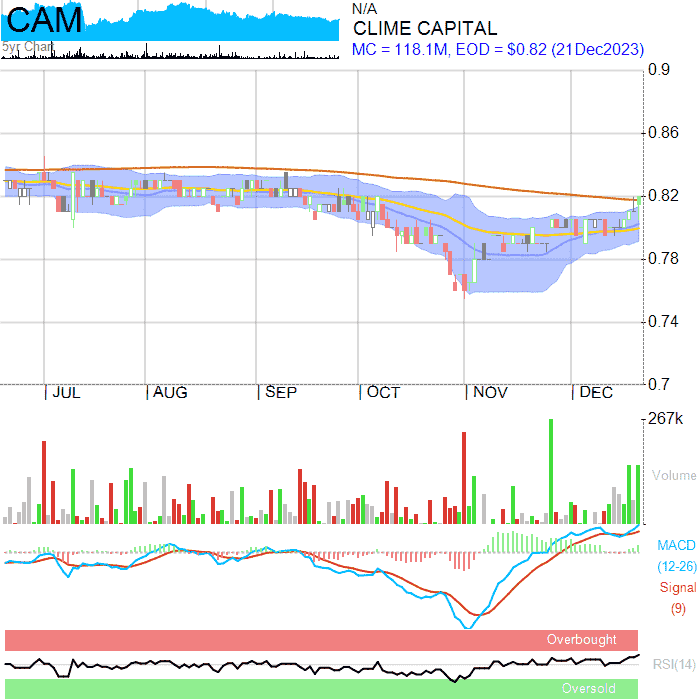 CAM
5yr Chart
N/A
CLIME CAPITAL
MC = 118.1M, EOD = $0.82 (21Dec2023)
0.9
0.86
0.82
0.78
0.74
0.7
JUL
AUG
SEP
OCT
NOV
DEC
267k
Volume
MACD
(12-26)
Signal
(9)
Overbought
RSI(14)
Oversold